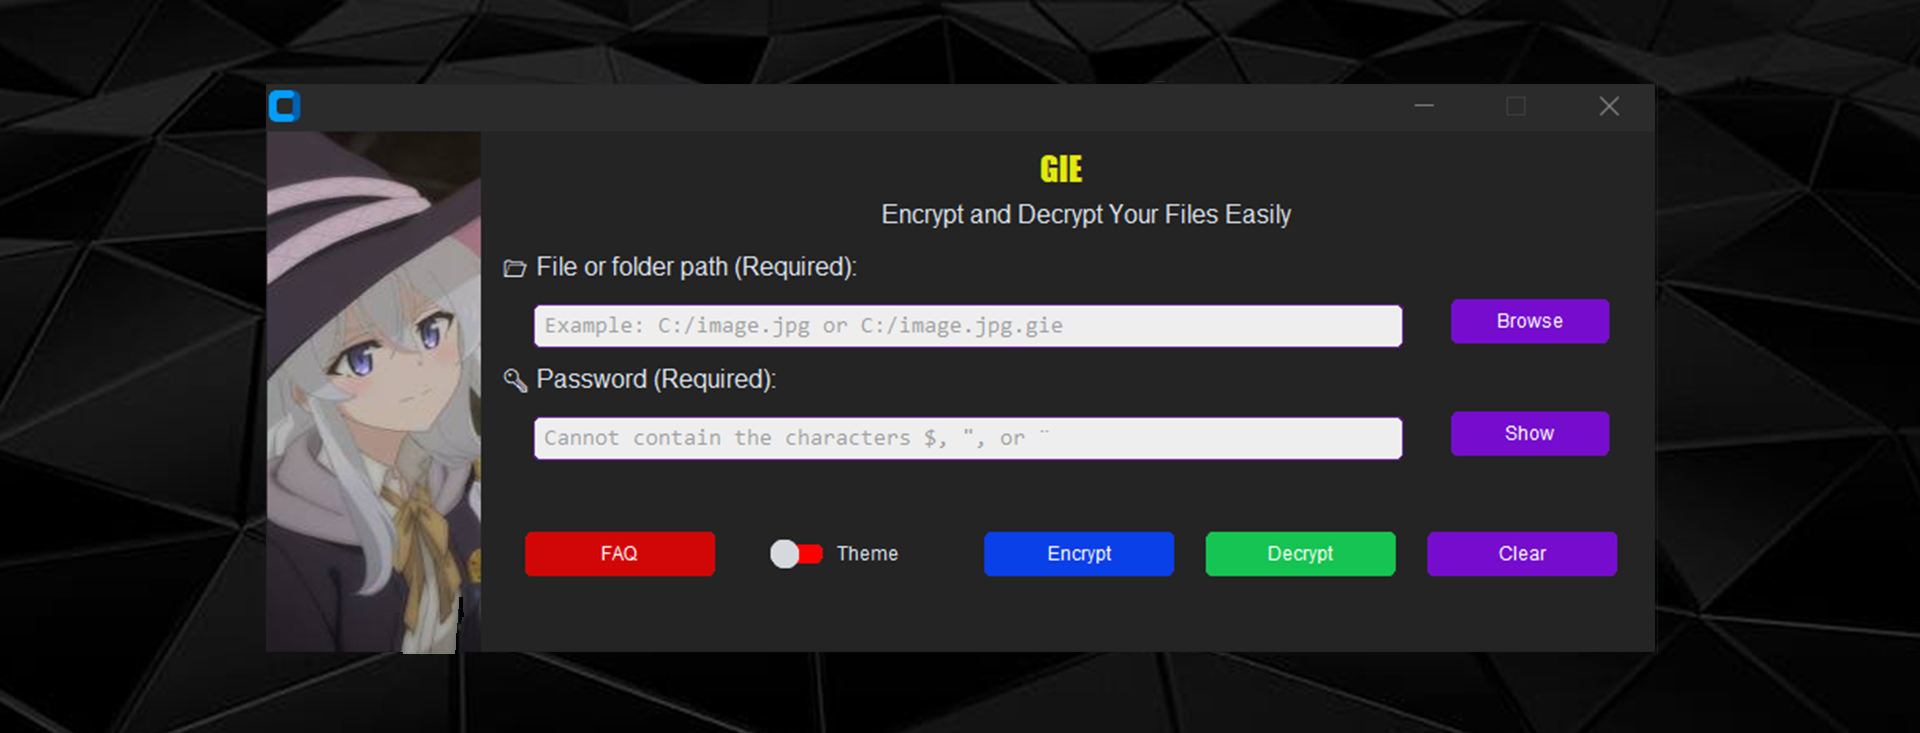 GIE
Encrypt and Decrypt Your Files Easily
File or folder path (Required):
Example: C:/image.jpg or C:/image.jpg.gie
Browse
Password (Required):
Cannot contain the characters $, ", or ¨
Show
FAQ
Theme
Encrypt
Decrypt
Clear